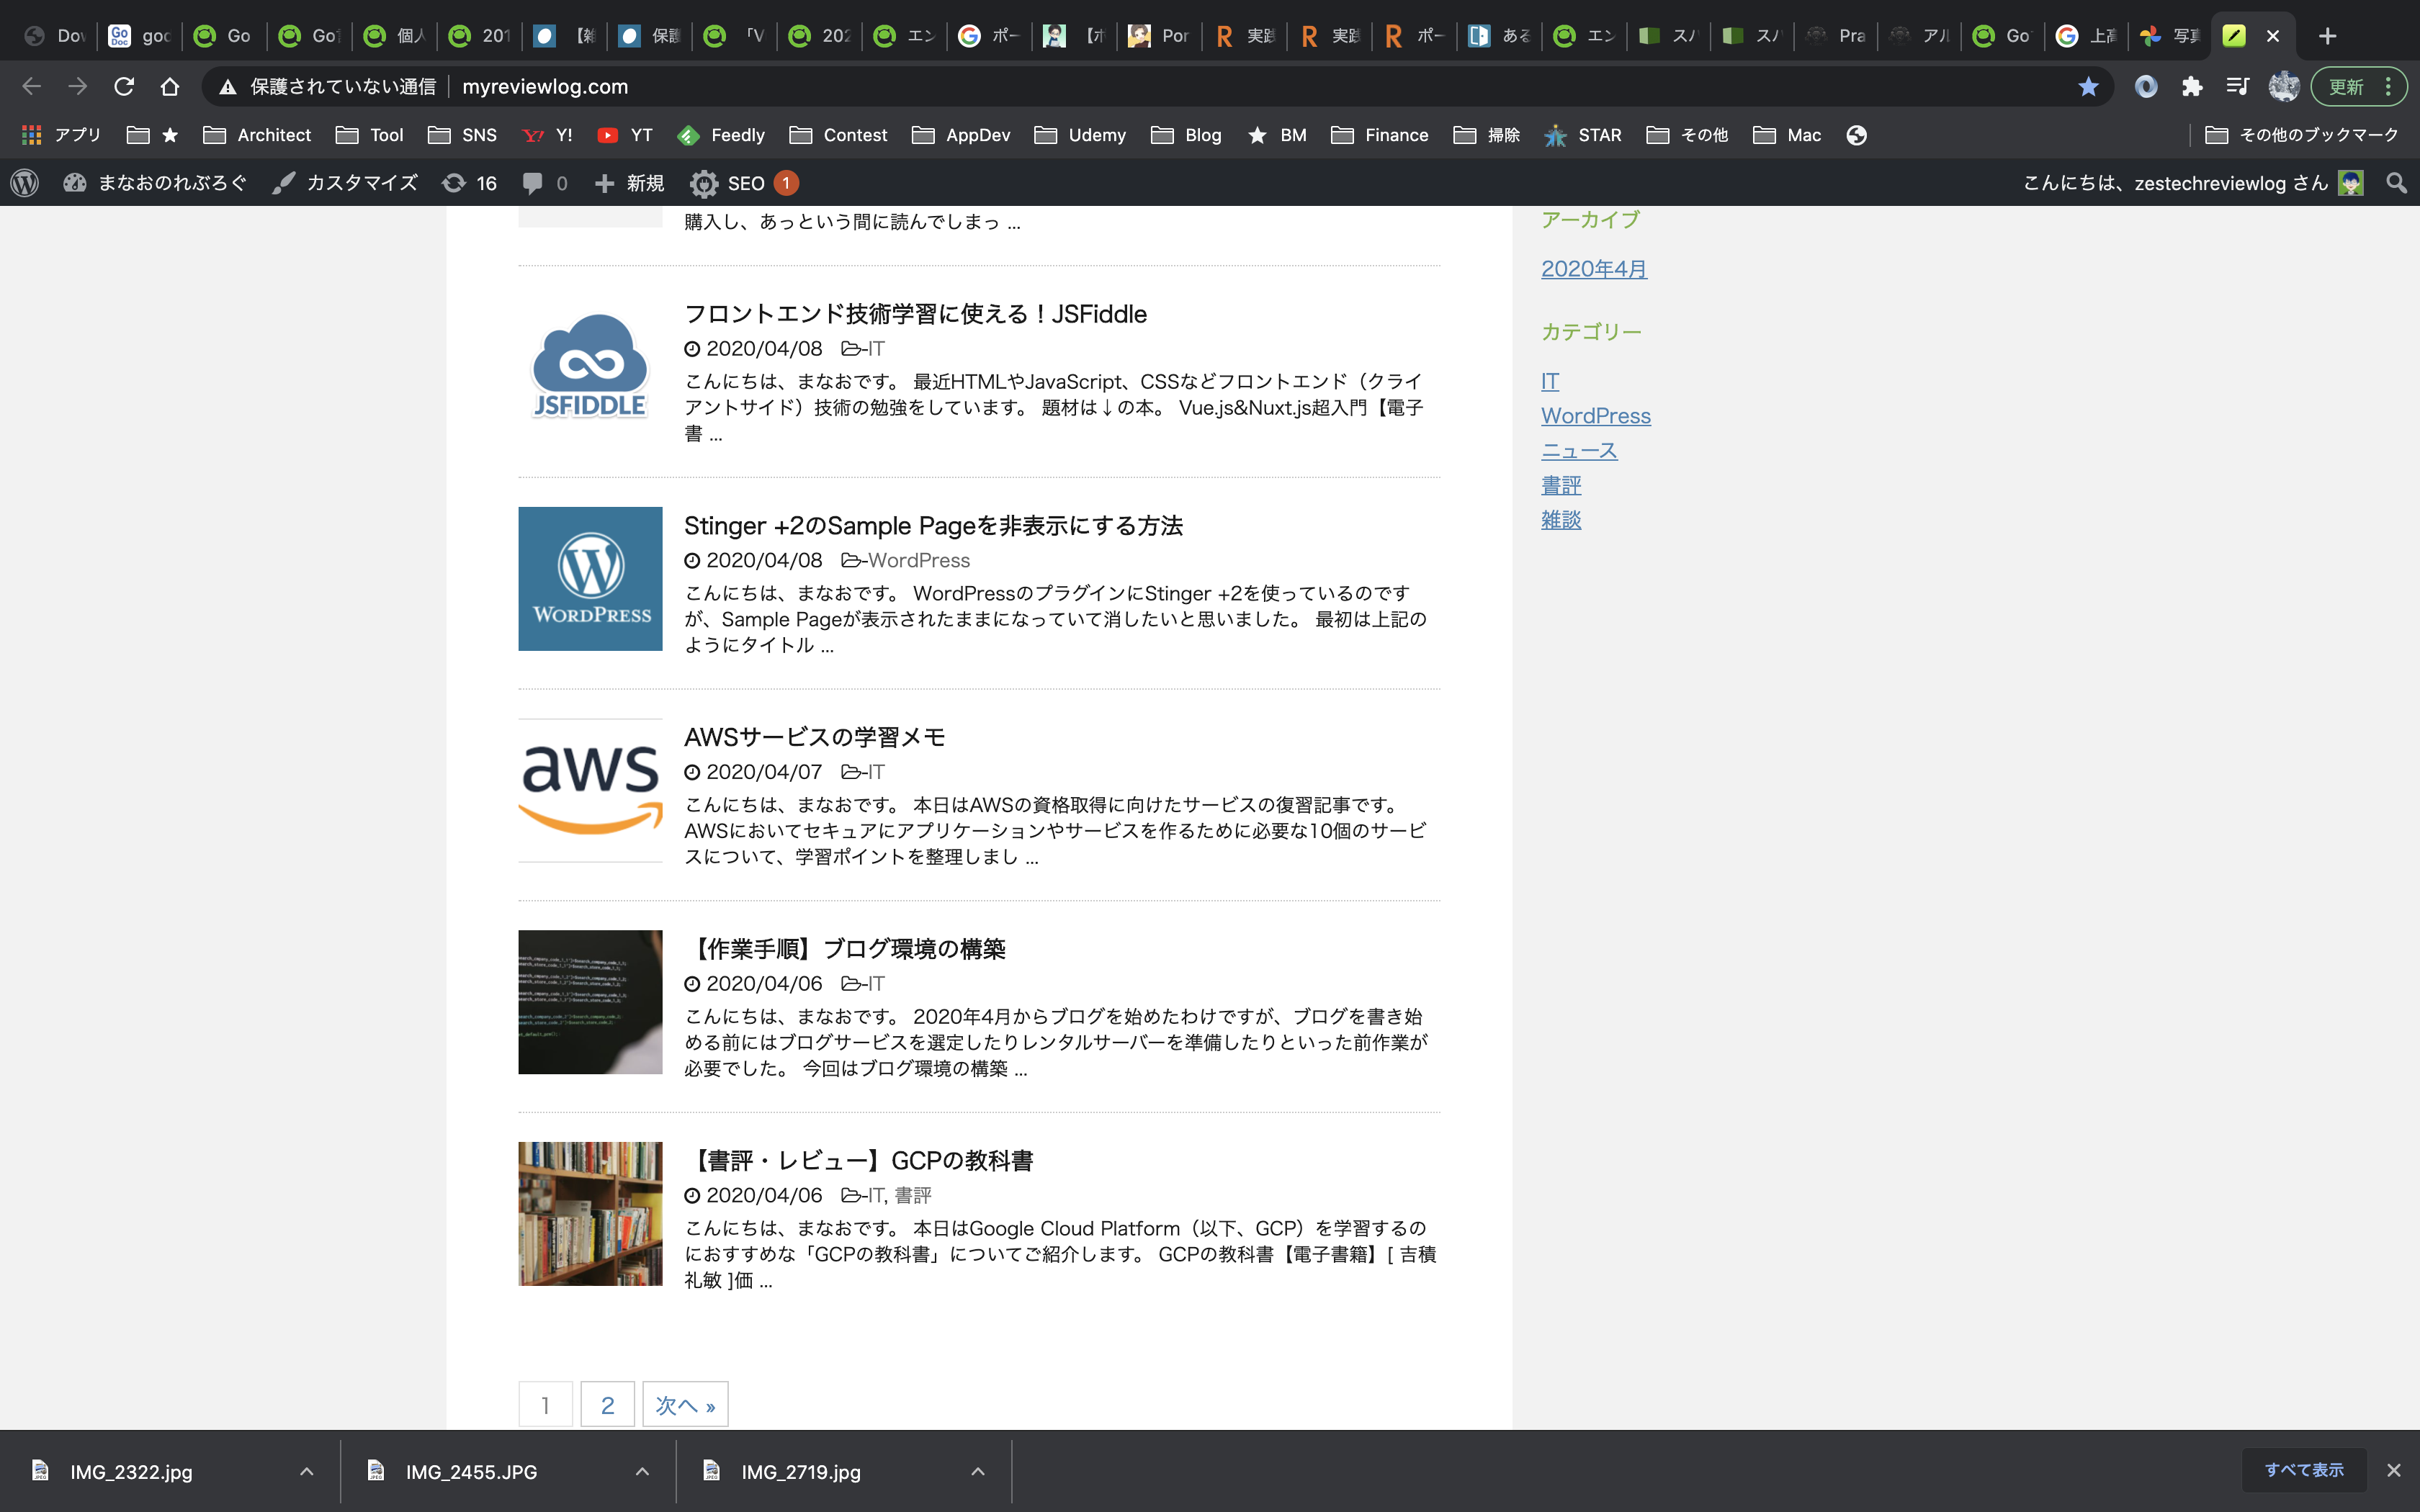 Dov goc Go Go 個人 201 【雑 保護 「V 202 エン ポー 【ポ Por 実践 実践 ポー ある エン スパ スパ Pra アル Go 上高 写真
保護されていない通信 myreviewlog.com 更新
アプリ Architect Tool SNS Y! YT Feedly Contest AppDev Udemy Blog BM Finance 掃除 STAR その他 Mac その他のブックマーク
まなおのれぶろぐ カスタマイズ 16 0 新規 SEO 1 こんにちは、zestechreviewlog さん
購入し、あっという間に読んでしまっ ...
フロントエンド技術学習に使える！JSFiddle
2020/04/08 -IT
JSFIDDLE
こんにちは、まなおです。 最近HTMLやJavaScript、CSSなどフロントエンド（クライ
アントサイド）技術の勉強をしています。 題材は↓の本。 Vue.js&Nuxt.js超入門【電子
書 ...
Stinger +2のSample Pageを非表示にする方法
2020/04/08 -WordPress
WORDPRESS
こんにちは、まなおです。 WordPressのプラグインにStinger +2を使っているのです
が、Sample Pageが表示されたままになっていて消したいと思いました。 最初は上記の
ようにタイトル ...
AWSサービスの学習メモ
2020/04/07 -IT
aws
こんにちは、まなおです。 本日はAWSの資格取得に向けたサービスの復習記事です。
AWSにおいてセキュアにアプリケーションやサービスを作るために必要な10個のサービ
スについて、学習ポイントを整理しまし ...
【作業手順】ブログ環境の構築
2020/04/06 -IT
こんにちは、まなおです。 2020年4月からブログを始めたわけですが、ブログを書き始
める前にはブログサービスを選定したりレンタルサーバーを準備したりといった前作業が
必要でした。 今回はブログ環境の構築 ...
【書評・レビュー】GCPの教科書
2020/04/06 -IT, 書評
こんにちは、まなおです。 本日はGoogle Cloud Platform（以下、GCP）を学習するの
におすすめな「GCPの教科書」についてご紹介します。 GCPの教科書【電子書籍】[ 吉積
礼敏 ]価 ...
1 2 次へ »
アーカイブ
2020年4月
カテゴリー
IT
WordPress
ニュース
書評
雑談
IMG_2322.jpg IMG_2455.JPG IMG_2719.jpg すべて表示